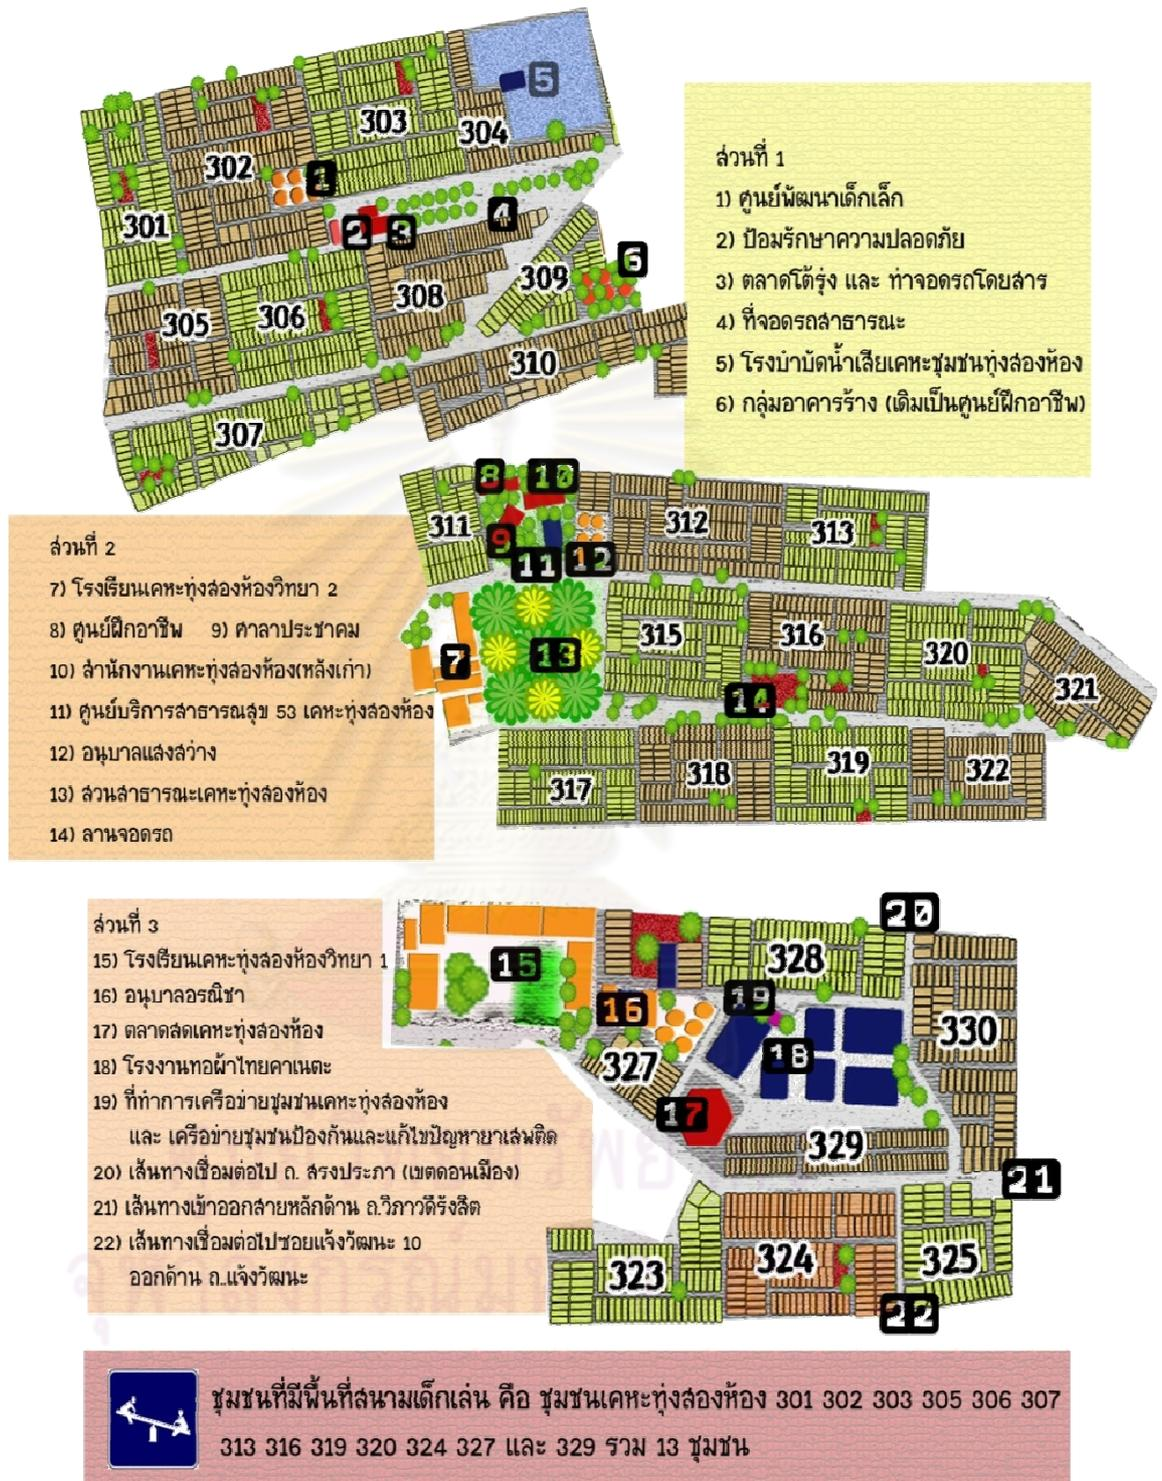 5
303
304
302
1
301
2
3
4
309
6
308
305
306
310
307
ส่วนที่ 1
1) ศูนย์พัฒนาเด็กเล็ก
2) ป้อมรักษาความปลอดภัย
3) ตลาดโต้รุ่ง และ ท่าจอดรถโดยสาร
4) ที่จอดรถสาธารณะ
5) โรงบำบัดน้ำเสียเคหะชุมชนทุ่งสองห้อง
6) กลุ่มอาคารร้าง (เดิมเป็นศูนย์ฝึกอาชีพ)
8
10
311
312
313
9
11
12
315
316
7
13
320
321
14
317
318
319
322
ส่วนที่ 2
7) โรงเรียนเคหะทุ่งสองห้องวิทยา 2
8) ศูนย์ฝึกอาชีพ 9) ศาลาประชาคม
10) สำนักงานเคหะทุ่งสองห้อง(หลังเก่า)
11) ศูนย์บริการสาธารณสุข 53 เคหะทุ่งสองห้อง
12) อนุบาลแสงสว่าง
13) สวนสาธารณะเคหะทุ่งสองห้อง
14) ลานจอดรถ
ส่วนที่ 3
15) โรงเรียนเคหะทุ่งสองห้องวิทยา 1
16) อนุบาลอรณิชา
17) ตลาดสดเคหะทุ่งสองห้อง
18) โรงงานทอผ้าไทยคาเนตะ
19) ที่ทำการเครือข่ายชุมชนเคหะทุ่งสองห้อง
และ เครือข่ายชุมชนป้องกันและแก้ไขปัญหายาเสพติด
20) เส้นทางเชื่อมต่อไป ถ. สรงประภา (เขตดอนเมือง)
21) เส้นทางเข้าออกสายหลักด้าน ถ.วิภาวดีรังสิต
22) เส้นทางเชื่อมต่อไปซอยแจ้งวัฒนะ 10
ออกด้าน ถ.แจ้งวัฒนะ
20
15
328
16
19
330
18
327
17
329
21
323
324
325
22
ชุมชนที่มีพื้นที่สนามเด็กเล่น คือ ชุมชนเคหะทุ่งสองห้อง 301 302 303 305 306 307
313 316 319 320 324 327 และ 329 รวม 13 ชุมชน